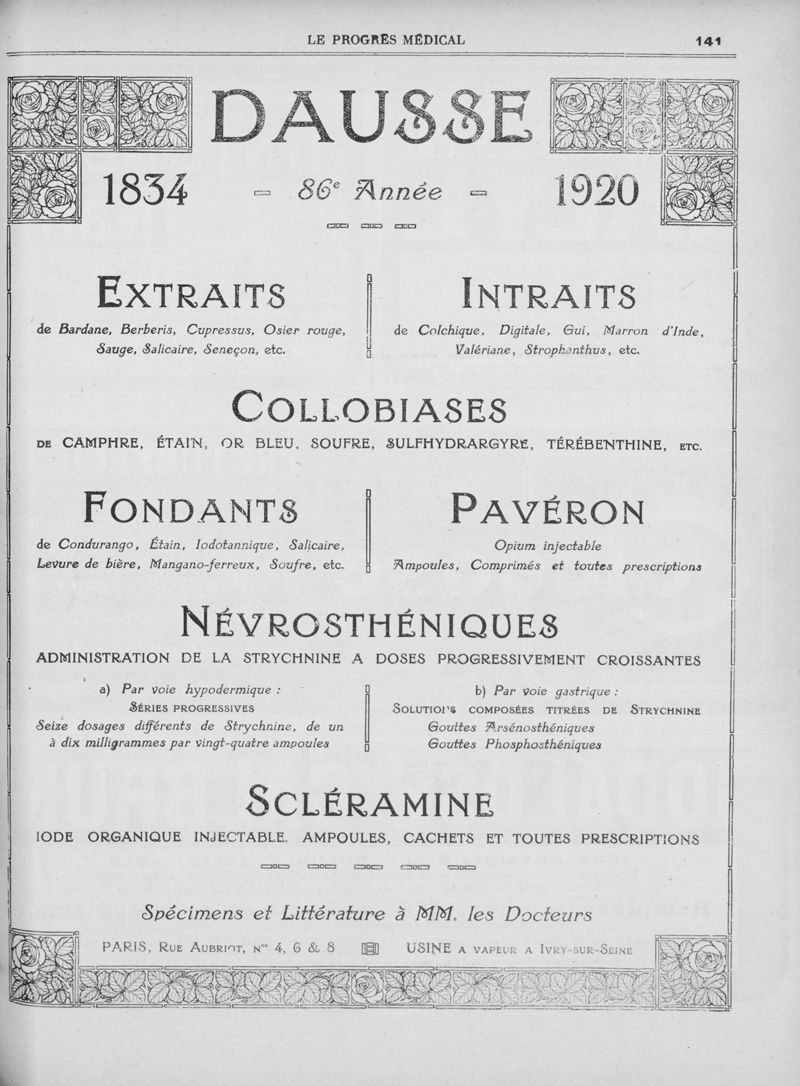 LE PROGRÈS MÉDICAL 141
DAUSSE
1834 - 86e Année - 1920
EXTRAITS
de Bardane, Berberis, Cupressus, Osier rouge,
Sauge, Salicaire, Seneçon, etc.
INTRAITS
de Colchique, Digitale, Gui, Marron d'Inde,
Valériane, Strophanthus, etc.
COLLOBIASES
DE CAMPHRE, ÉTAIN, OR BLEU, SOUFRE, SULFHYDRARGYRE, TÉRÉBENTHINE, ETC.
FONDANTS
de Condurango, Étain, Iodotannique, Salicaire,
Levure de bière, Mangano-ferreux, Soufre, etc.
PAVÉRON
Opium injectable
Ampoules, Comprimés et toutes prescriptions
NÉVROSTHÉNIQUES
ADMINISTRATION DE LA STRYCHNINE A DOSES PROGRESSIVEMENT CROISSANTES
a) Par voie hypodermique :
SÉRIES PROGRESSIVES
Seize dosages différents de Strychnine, de un
à dix milligrammes par vingt-quatre ampoules
b) Par voie gastrique :
SOLUTIONS COMPOSÉES TITRÉES DE STRYCHNINE
Gouttes Arsénosthéniques
Gouttes Phosphosthéniques
SCLÉRAMINE
IODE ORGANIQUE INJECTABLE. AMPOULES, CACHETS ET TOUTES PRESCRIPTIONS
Spécimens et Littérature à MM. les Docteurs
PARIS, RUE AUBRIOT, Nos 4, 6 & 8 USINE A VAPEUR A IVRY-SUR-SEINE